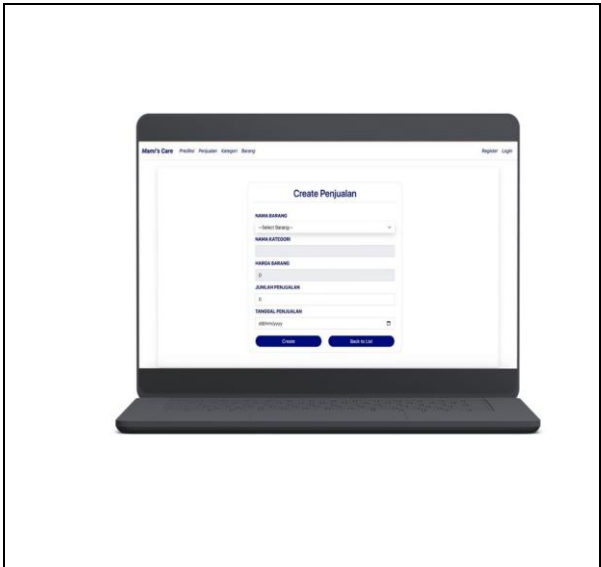 Mami's Care Prediksi Penjualan Kategori Barang Register Login
Create Penjualan
NAMA BARANG
--Select Barang--
NAMA KATEGORI
HARGA BARANG
0
JUMLAH PENJUALAN
0
TANGGAL PENJUALAN
dd/mm/yyyy
Create Back to List